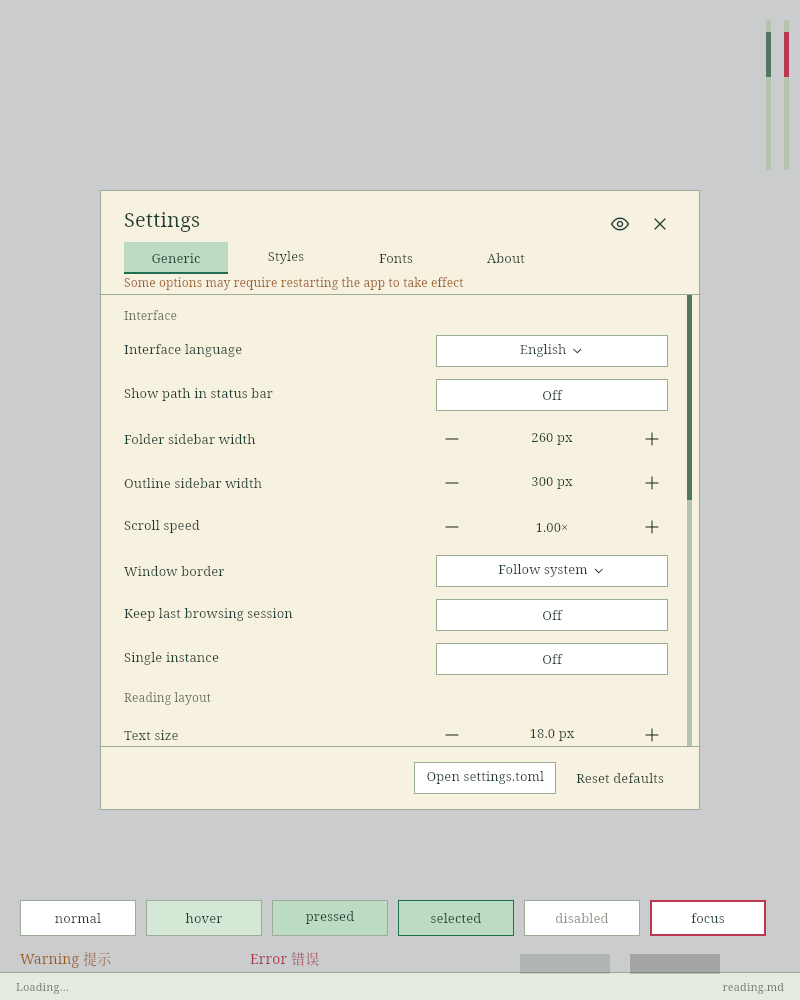 Settings
Generic Styles Fonts About
Some options may require restarting the app to take effect
Interface
Interface language English
Show path in status bar Off
Folder sidebar width — 260 px +
Outline sidebar width — 300 px +
Scroll speed — 1.00× +
Window border Follow system
Keep last browsing session Off
Single instance Off
Reading layout
Text size — 18.0 px +
Open settings.toml Reset defaults
normal hover pressed selected disabled focus
Warning 提示 Error 错误
Loading... reading.md